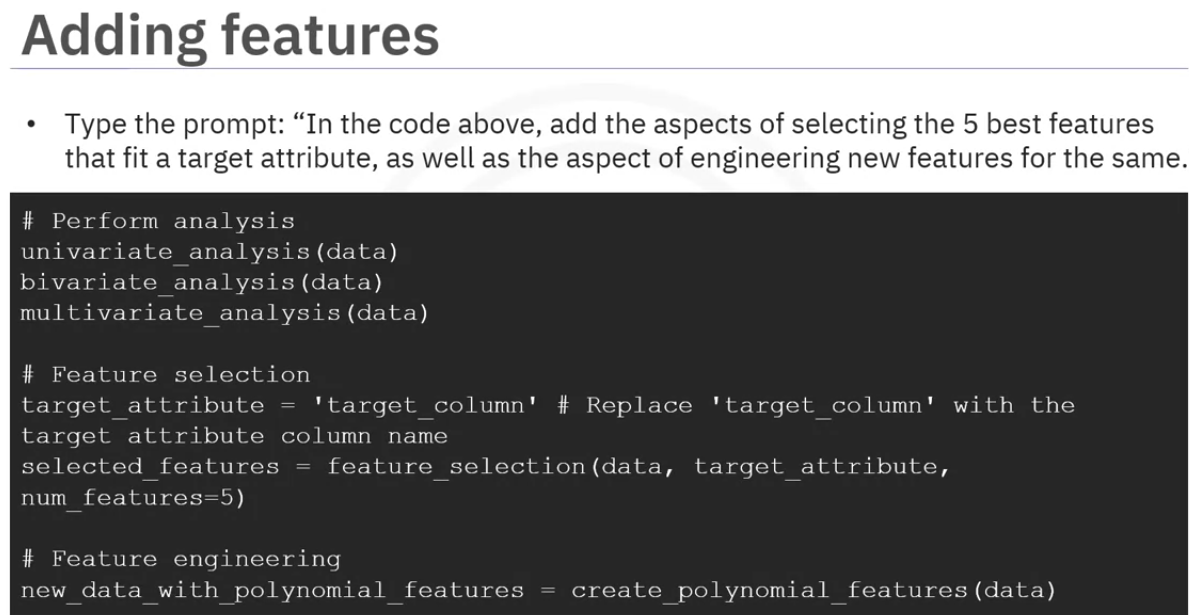 Adding features
• Type the prompt: “In the code above, add the aspects of selecting the 5 best features
that fit a target attribute, as well as the aspect of engineering new features for the same.
# Perform analysis
univariate_analysis(data)
bivariate_analysis(data)
multivariate_analysis(data)
# Feature selection
target_attribute = 'target_column' # Replace 'target_column' with the
target attribute column name
selected_features = feature_selection(data, target_attribute,
num_features=5)
# Feature engineering
new_data_with_polynomial_features = create_polynomial_features(data)